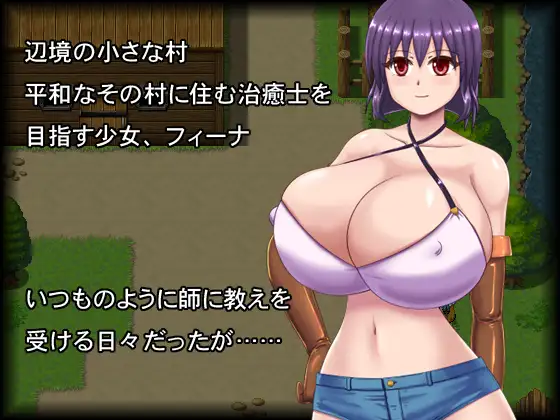 辺境の小さな村
平和なその村に住む治癒士を
目指す少女、フィーナ
いつものように師に教えを
受ける日々だったが……